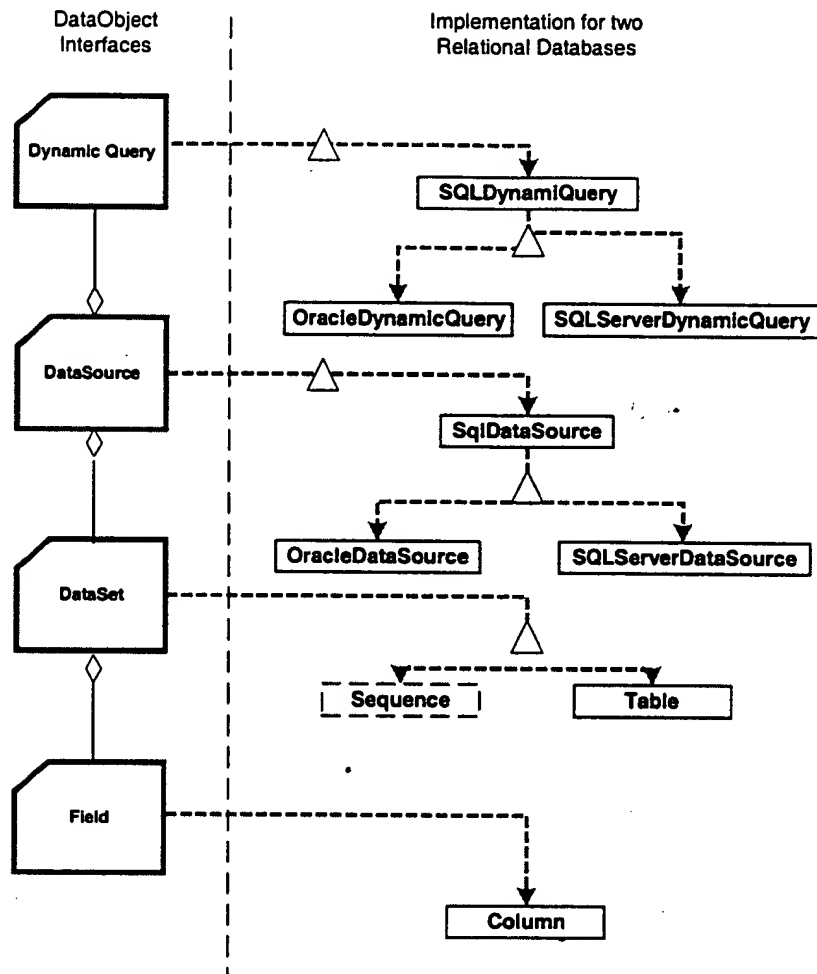 DataObject
Interfaces
Implementation for two
Relational Databases
Dynamic Query
SQLDynamiQuery
OracleDynamicQuery
SQLServerDynamicQuery
DataSource
SqlDataSource
OracleDataSource
SQLServerDataSource
DataSet
Sequence
Table
Field
Column